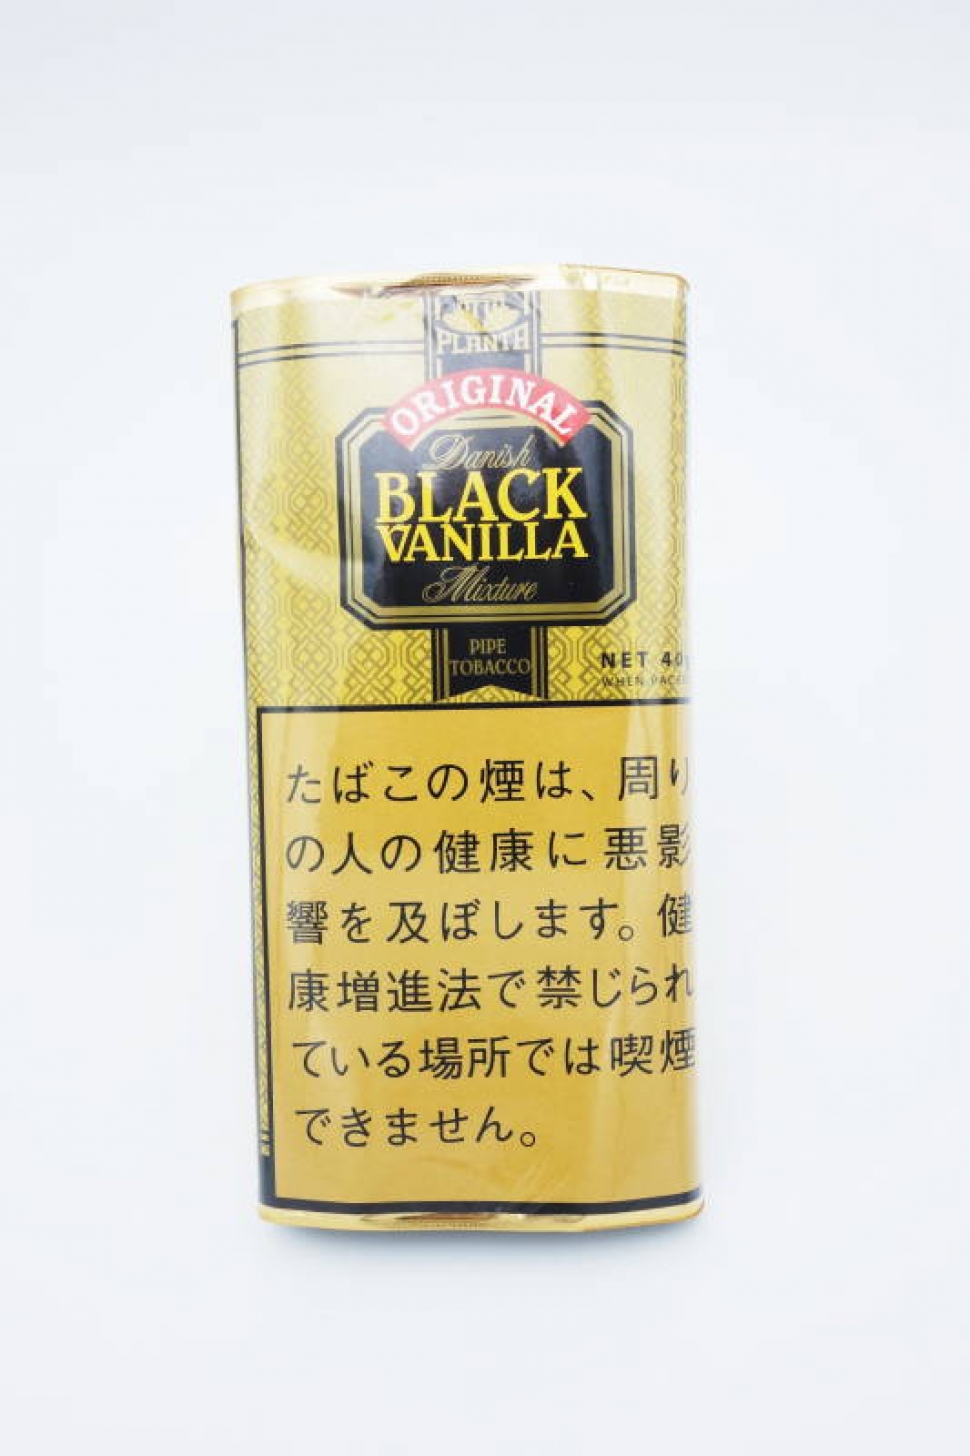 PLANTA
ORIGINAL
Danish
BLACK
VANILLA
Mixture
PIPE
TOBACCO
NET 40
WHEN PACK
たばこの煙は、周り
の人の健康に悪影
響を及ぼします。健
康増進法で禁じられ
ている場所では喫煙
できません。